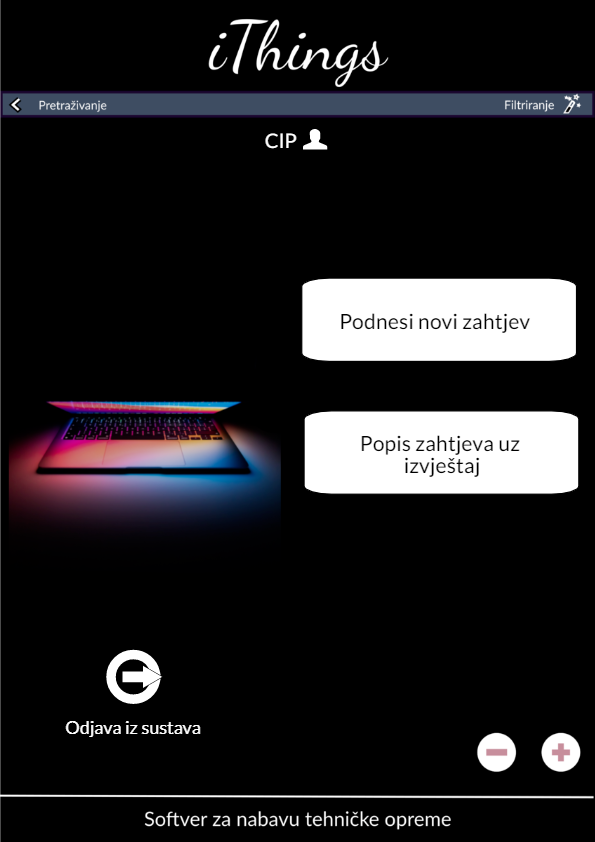 iThings
Pretraživanje
Filtriranje
CIP
Podnesi novi zahtjev
Popis zahtjeva uz
izvještaj
Odjava iz sustava
Softver za nabavu tehničke opreme